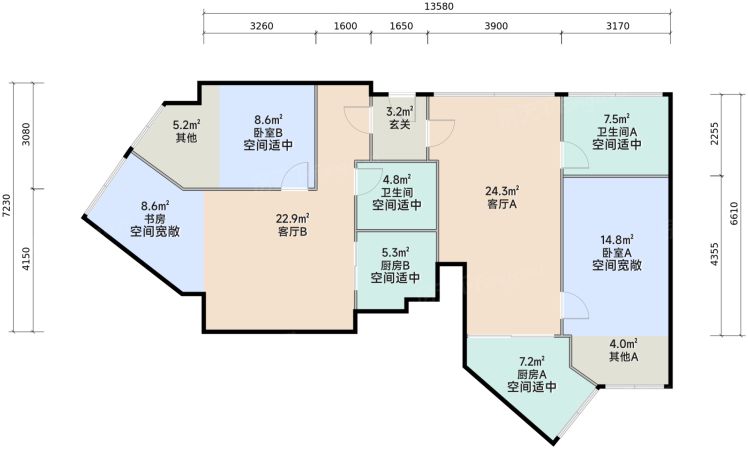 13580
3260
1600
1650
3900
3170
7230
3080
4150
2255
4355
6610
5.2㎡
其他
8.6㎡
卧室B
空间适中
3.2㎡
玄关
7.5㎡
卫生间A
空间适中
4.8㎡
卫生间
空间适中
24.3㎡
客厅A
8.6㎡
书房
空间宽敞
22.9㎡
客厅B
5.3㎡
厨房B
空间适中
14.8㎡
卧室A
空间宽敞
4.0㎡
其他A
7.2㎡
厨房A
空间适中